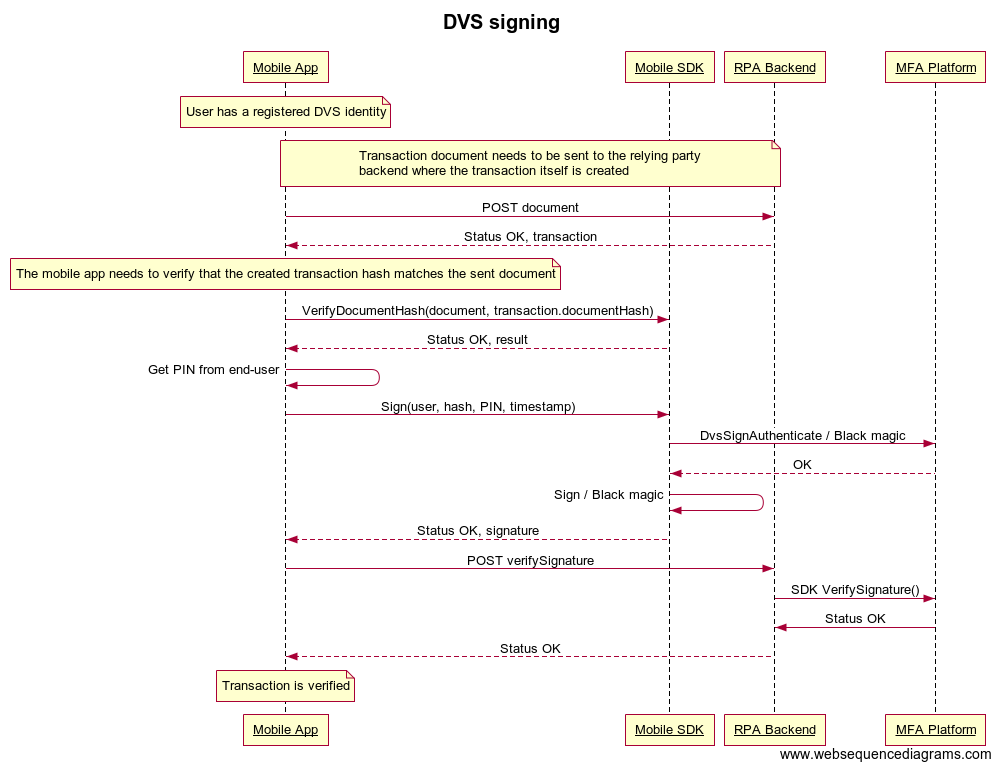 DVS signing
Mobile App
Mobile SDK
RPA Backend
MFA Platform
User has a registered DVS identity
Transaction document needs to be sent to the relying party
backend where the transaction itself is created
POST document
Status OK, transaction
The mobile app needs to verify that the created transaction hash matches the sent document
VerifyDocumentHash(document, transaction.documentHash)
Status OK, result
Get PIN from end-user
Sign(user, hash, PIN, timestamp)
DvsSignAuthenticate / Black magic
OK
Sign / Black magic
Status OK, signature
POST verifySignature
SDK VerifySignature()
Status OK
Status OK
Transaction is verified
Mobile App
Mobile SDK
RPA Backend
MFA Platform
www.websequencediagrams.com